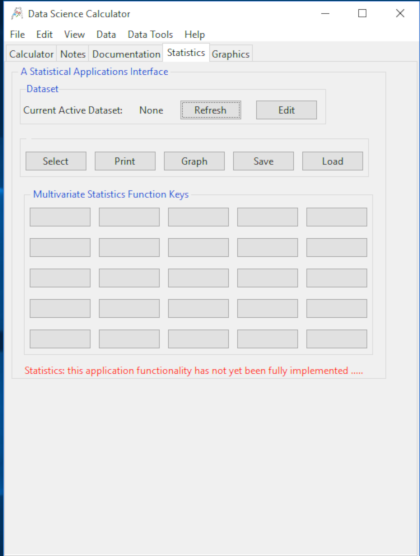 Data Science Calculator
File Edit View Data Data Tools Help
Calculator Notes Documentation Statistics Graphics
A Statistical Applications Interface
Dataset
Current Active Dataset: None Refresh Edit
Select Print Graph Save Load
Multivariate Statistics Function Keys
Statistics: this application functionality has not yet been fully implemented .....